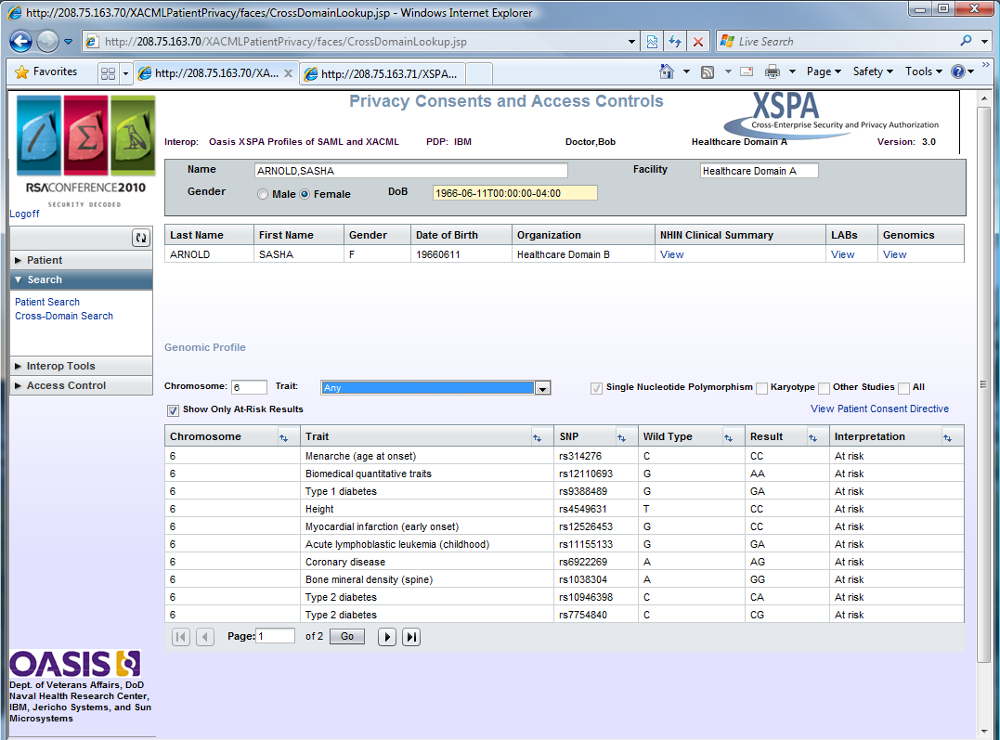 http://208.75.163.70/XACMLPatientPrivacy/faces/CrossDomainLookup.jsp - Windows Internet Explorer
http://208.75.163.70/XACMLPatientPrivacy/faces/CrossDomainLookup.jsp Live Search
Favorites http://208.75.163.70/XA... http://208.75.163.71/XSPA... Page Safety Tools
Privacy Consents and Access Controls XSPA
Cross-Enterprise Security and Privacy Authorization
Interop: Oasis XSPA Profiles of SAML and XACML PDP: IBM Doctor,Bob Healthcare Domain A Version: 3.0
RSACONFERENCE2010
SECURITY DECODED
Logoff
Name ARNOLD,SASHA Facility Healthcare Domain A
Gender Male Female DoB 1966-06-11T00:00:00-04:00
Patient
Search
Patient Search
Cross-Domain Search
Interop Tools
Access Control
Last Name First Name Gender Date of Birth Organization NHIN Clinical Summary LABs Genomics
ARNOLD SASHA F 19660611 Healthcare Domain B View View View
Genomic Profile
Chromosome: 6 Trait: Any Single Nucleotide Polymorphism Karyotype Other Studies All
Show Only At-Risk Results View Patient Consent Directive
Chromosome Trait SNP Wild Type Result Interpretation
6 Menarche (age at onset) rs314276 C CC At risk
6 Biomedical quantitative traits rs12110693 G AA At risk
6 Type 1 diabetes rs9388489 G GA At risk
6 Height rs4549631 T CC At risk
6 Myocardial infarction (early onset) rs12526453 G CC At risk
6 Acute lymphoblastic leukemia (childhood) rs11155133 G GA At risk
6 Coronary disease rs6922269 A AG At risk
6 Bone mineral density (spine) rs1038304 A GG At risk
6 Type 2 diabetes rs10946398 C CA At risk
6 Type 2 diabetes rs7754840 C CG At risk
Page: 1 of 2 Go
OASIS
Dept. of Veterans Affairs, DoD
Naval Health Research Center,
IBM, Jericho Systems, and Sun
Microsystems